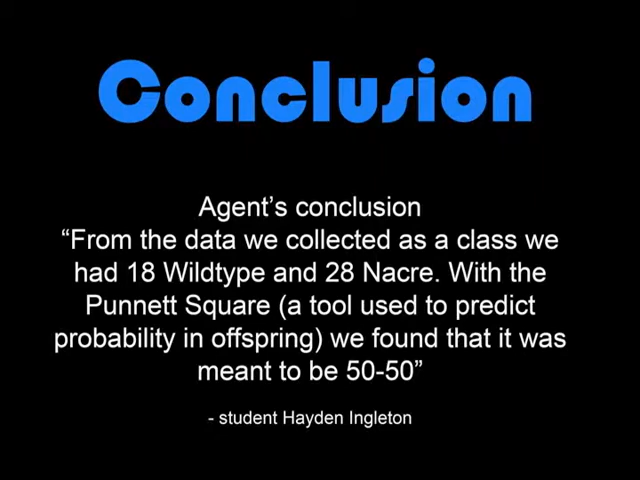 Conclusion
Agent’s conclusion
“From the data we collected as a class we
had 18 Wildtype and 28 Nacre. With the
Punnett Square (a tool used to predict
probability in offspring) we found that it was
meant to be 50-50”
- student Hayden Ingleton